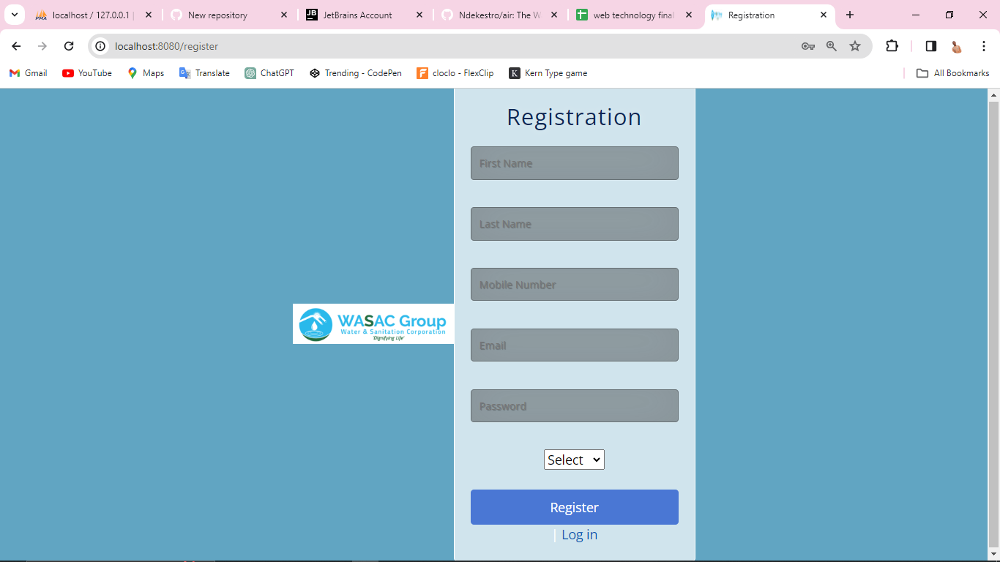 localhost / 127.0.0.1 |
New repository
JetBrains Account
Ndekestro/air: The W
web technology final
Registration
localhost:8080/register
Gmail
YouTube
Maps
Translate
ChatGPT
Trending - CodePen
cloclo - FlexClip
Kern Type game
All Bookmarks
Registration
First Name
Last Name
Mobile Number
WASAC Group
Water & Sanitation Corporation
'Dignifying Life'
Email
Password
Select
Register
| Log in